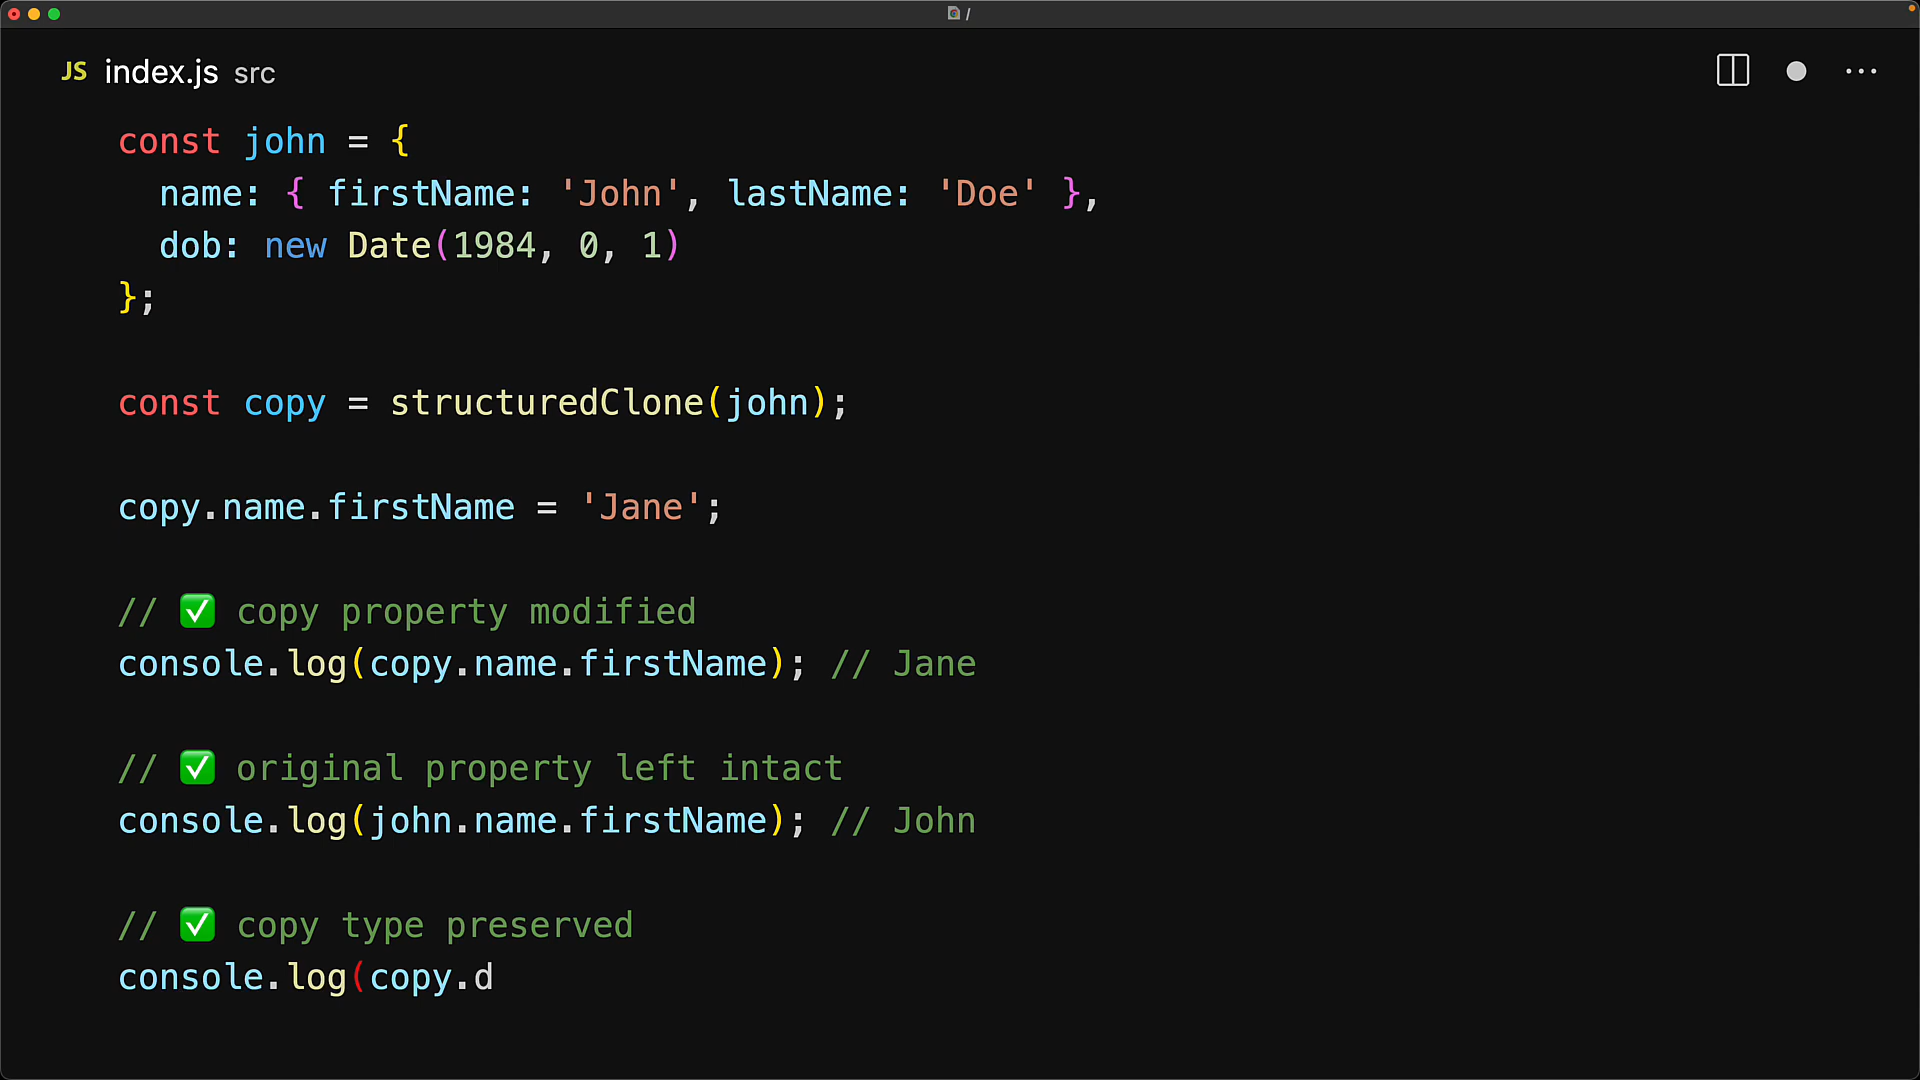 /
JS index.js src
const john = {
  name: { firstName: 'John', lastName: 'Doe' },
  dob: new Date(1984, 0, 1)
};
const copy = structuredClone(john);
copy.name.firstName = 'Jane';
// ✅ copy property modified
console.log(copy.name.firstName); // Jane
// ✅ original property left intact
console.log(john.name.firstName); // John
// ✅ copy type preserved
console.log(copy.d